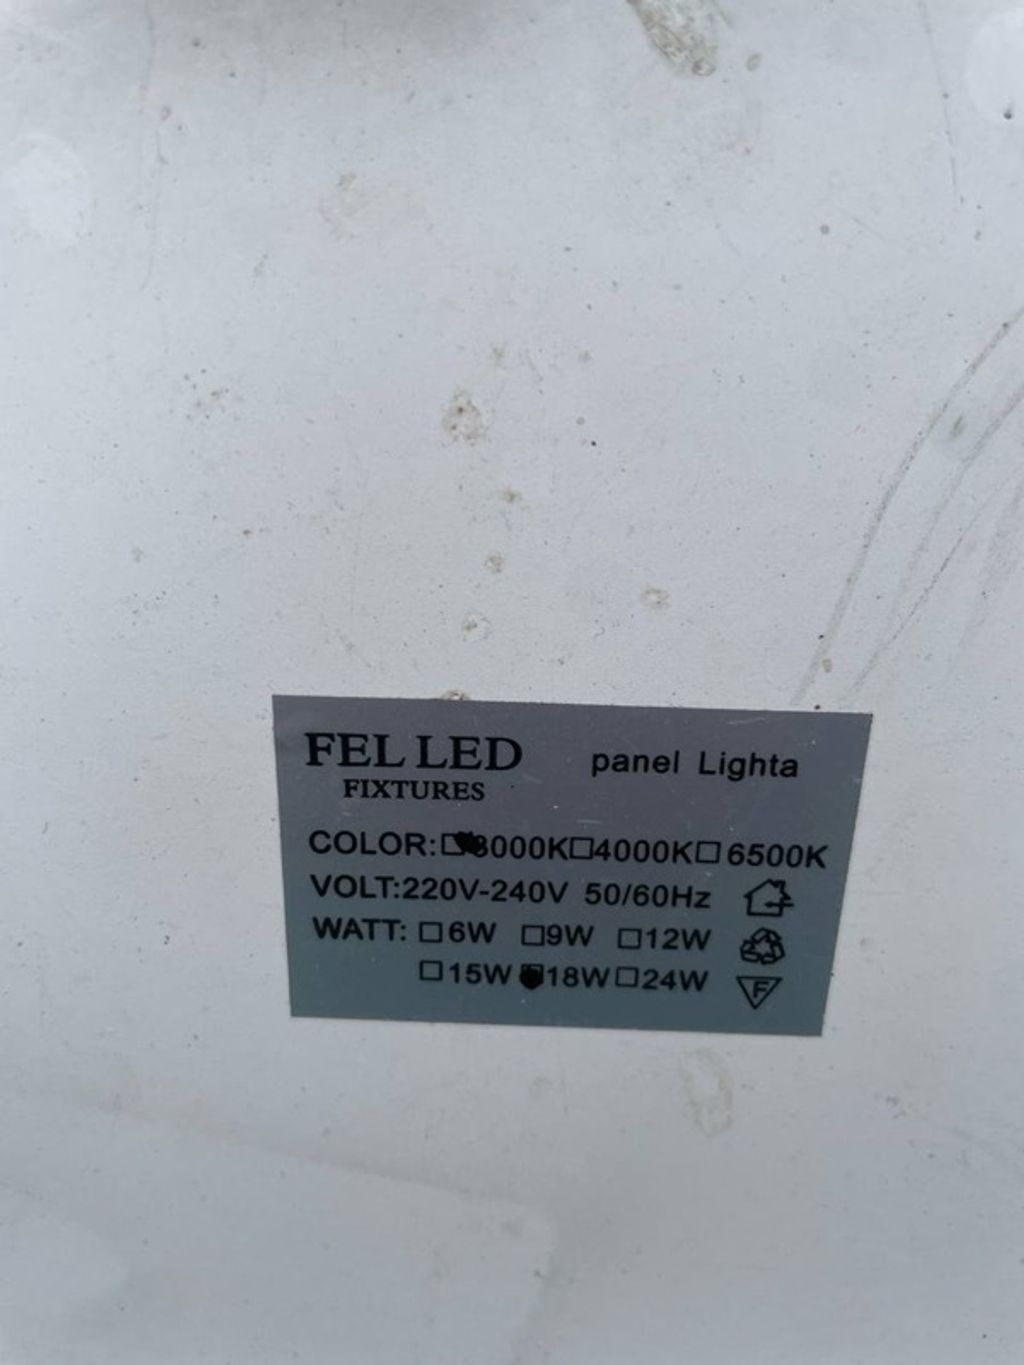 FEL LED panel Lighta
FIXTURES
COLOR: 3000K 4000K 6500K
VOLT:220V-240V 50/60Hz
WATT: 6W 9W 12W
15W 18W 24W
F